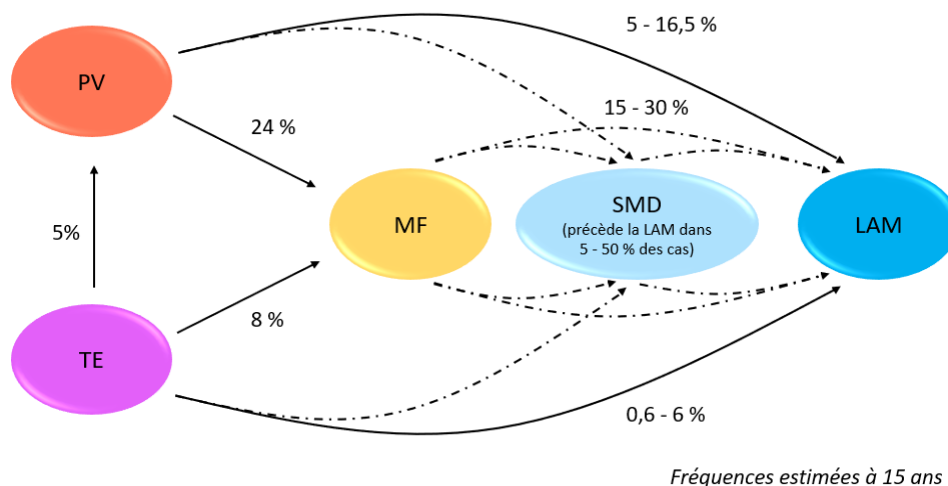 5 - 16,5 %
PV
15 - 30 %
24 %
MF
SMD
(précède la LAM dans
5 - 50 % des cas)
LAM
5%
8 %
TE
0,6 - 6 %
Fréquences estimées à 15 ans